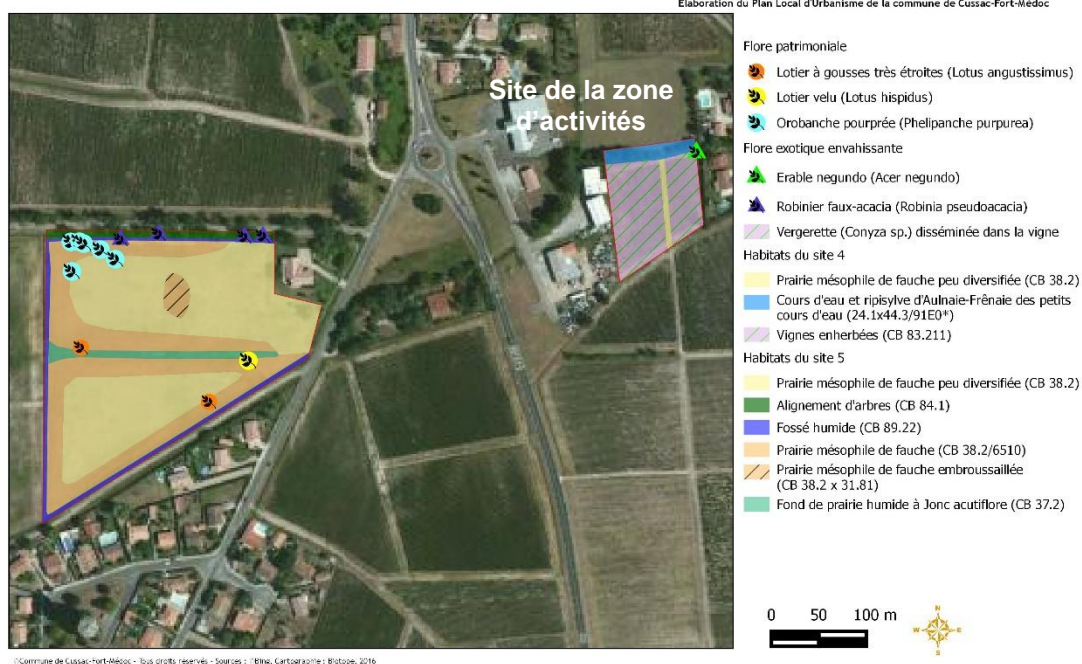 Elaboration du Plan Local d'Urbanisme de la commune de Cussac-Fort-Médoc
Site de la zone
d'activités
Flore patrimoniale
Lotier à gousses très étroites (Lotus angustissimus)
Lotier velu (Lotus hispidus)
Orobanche pourprée (Phelipanche purpurea)
Flore exotique envahissante
Erable negundo (Acer negundo)
Robinier faux-acacia (Robinia pseudoacacia)
Vergerette (Conyza sp.) disséminée dans la vigne
Habitats du site 4
Prairie mésophile de fauche peu diversifiée (CB 38.2)
Cours d'eau et ripisylve d'Aulnaie-Frênaie des petits
cours d'eau (24.1x44.3/91E0*)
Vignes enherbées (CB 83.211)
Habitats du site 5
Prairie mésophile de fauche peu diversifiée (CB 38.2)
Alignement d'arbres (CB 84.1)
Fossé humide (CB 89.22)
Prairie mésophile de fauche (CB 38.2/6510)
Prairie mésophile de fauche embroussaillée
(CB 38.2 x 31.81)
Fond de prairie humide à Jonc acutiflore (CB 37.2)
0 50 100 m
N
W E
S
©Commune de Cussac-Fort-Médoc - Tous droits réservés - Sources : ©Bing, Cartographie : Biotope, 2016